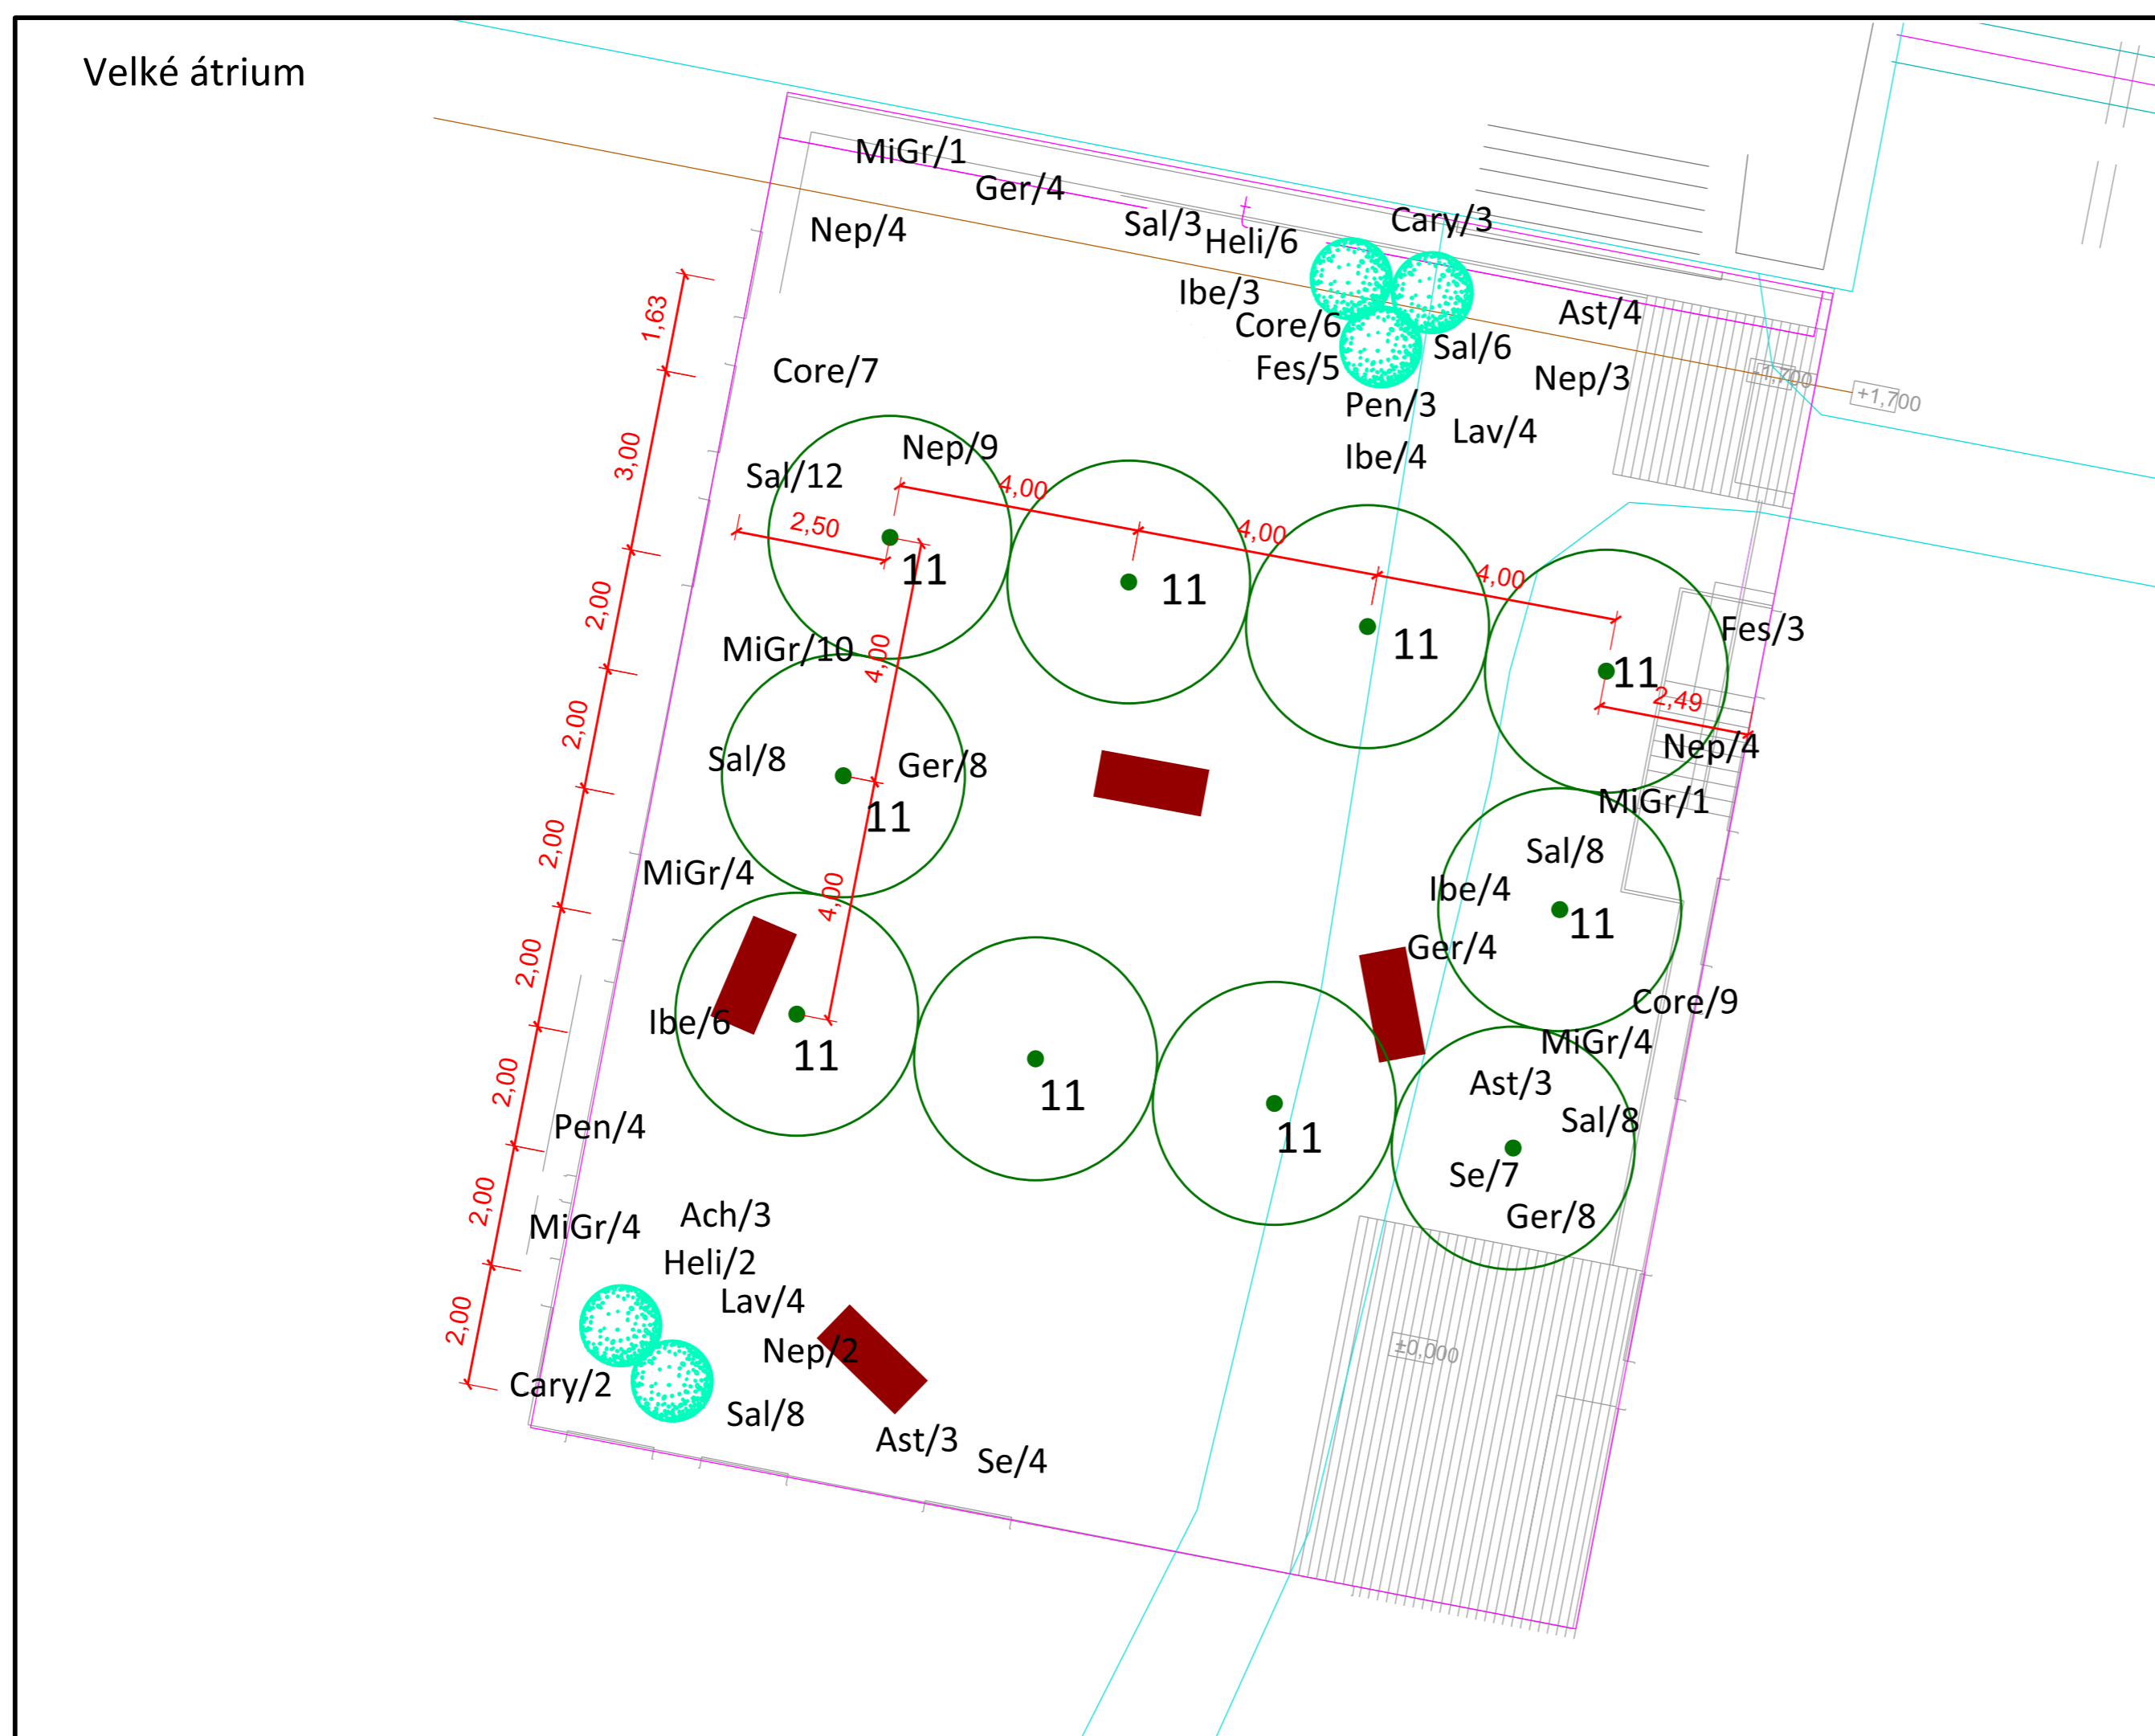 Velké átrium
MiGr/1
Ger/4
Nep/4
Sal/3
Cary/3
Heli/6
Ibe/3
Core/6
Ast/4
1,63
Fes/5
Sal/6
Core/7
Nep/3
-1,700
+1,700
Pen/3
Lav/4
3,00
Nep/9
Ibe/4
Sal/12
4,00
2,50
4,00
11
4,00
11
2,00
11
Fes/3
MiGr/10
4,00
11
2,49
2,00
Sal/8
Ger/8
Nep/4
11
MiGr/1
2,00
Sal/8
MiGr/4
4,00
Ibe/4
11
2,00
Ger/4
Ibe/6
Core/9
11
MiGr/4
2,00
11
Ast/3
Pen/4
11
Sal/8
Se/7
2,00
MiGr/4
Ach/3
Ger/8
Heli/2
Lav/4
2,00
Nep/2
±0,000
Cary/2
Sal/8
Ast/3
Se/4